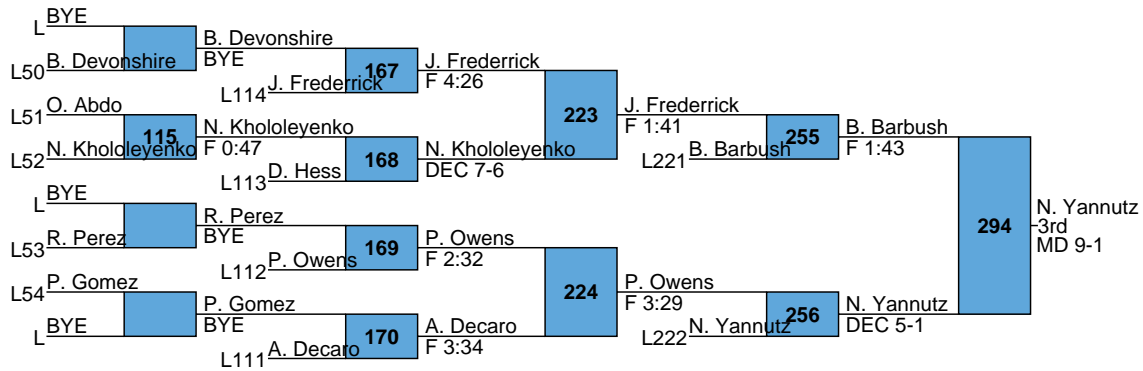 L BYE
L50 B. Devonshire
B. Devonshire
BYE
L114 J. Frederrick
167
J. Frederrick
F 4:26
L51 O. Abdo
L52 N. Khololeyenko
115
N. Khololeyenko
F 0:47
L113 D. Hess
168
N. Khololeyenko
DEC 7-6
223
J. Frederrick
F 1:41
L221 B. Barbush
255
B. Barbush
F 1:43
L BYE
L53 R. Perez
R. Perez
BYE
L112 P. Owens
169
P. Owens
F 2:32
L54 P. Gomez
L BYE
P. Gomez
BYE
L111 A. Decaro
170
A. Decaro
F 3:34
224
P. Owens
F 3:29
L222 N. Yannutz
256
N. Yannutz
DEC 5-1
294
N. Yannutz
3rd
MD 9-1